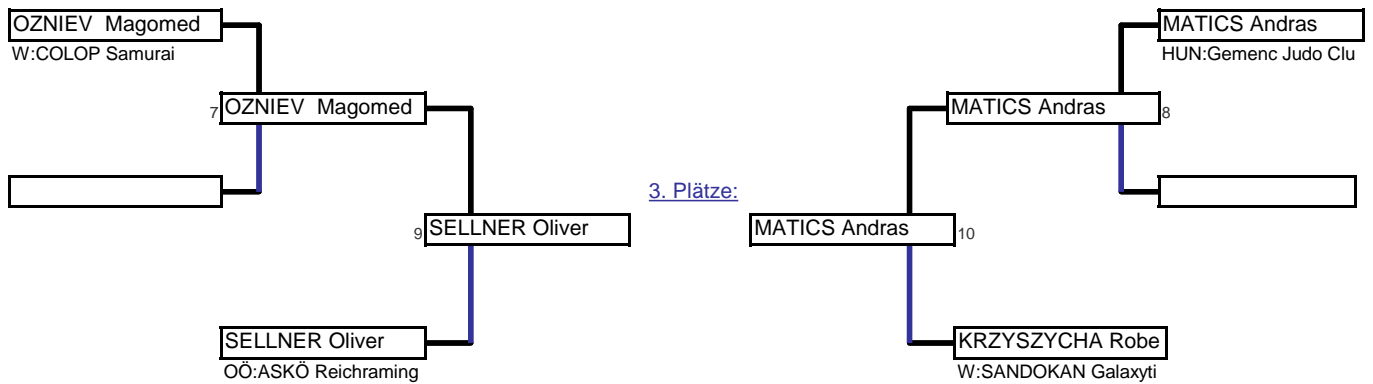 OZNIEV  Magomed
W:COLOP Samurai
7 OZNIEV  Magomed
9 SELLNER Oliver
SELLNER Oliver
OÖ:ASKÖ Reichraming
3. Plätze:
MATICS Andras
HUN:Gemenc Judo Clu
MATICS Andras 8
MATICS Andras 10
KRZYSZYCHA Robe
W:SANDOKAN Galaxyti